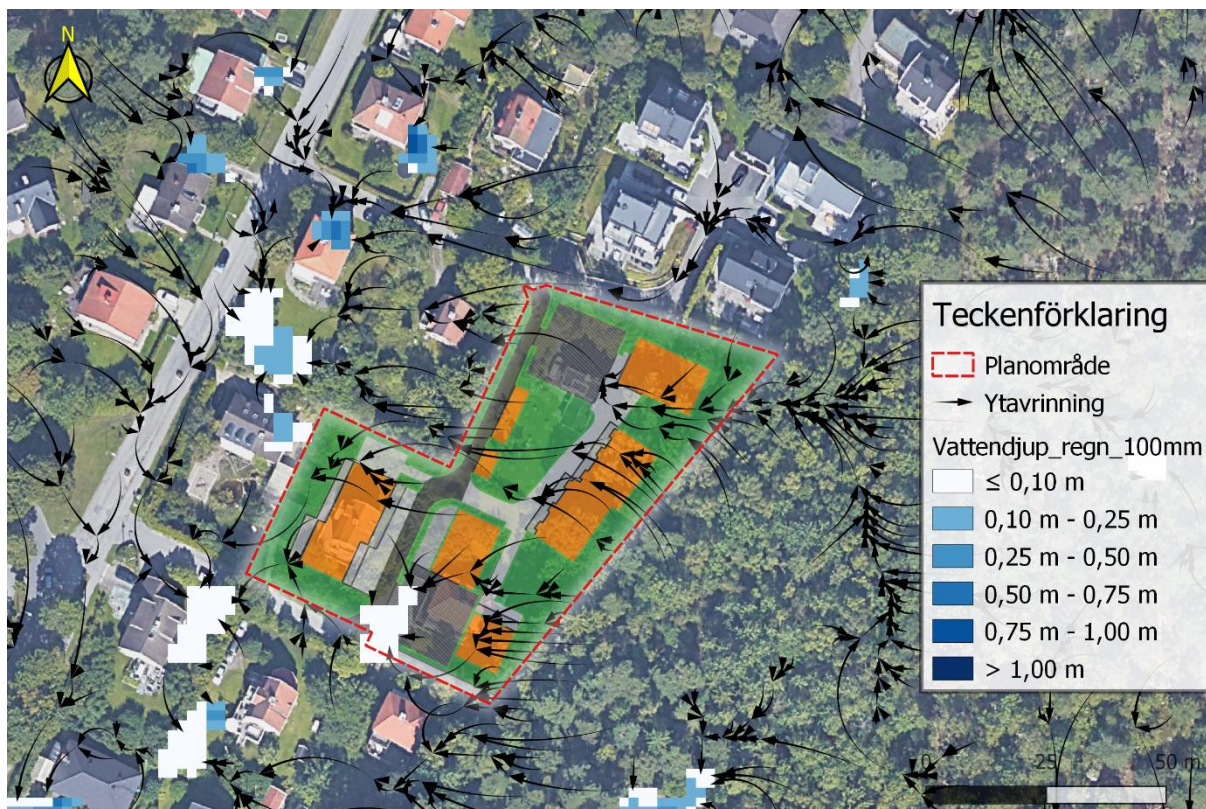 N
Teckenförklaring
Planområde
Ytavrinning
Vattendjup_regn_100mm
≤ 0,10 m
0,10 m - 0,25 m
0,25 m - 0,50 m
0,50 m - 0,75 m
0,75 m - 1,00 m
> 1,00 m
0 25 50 m